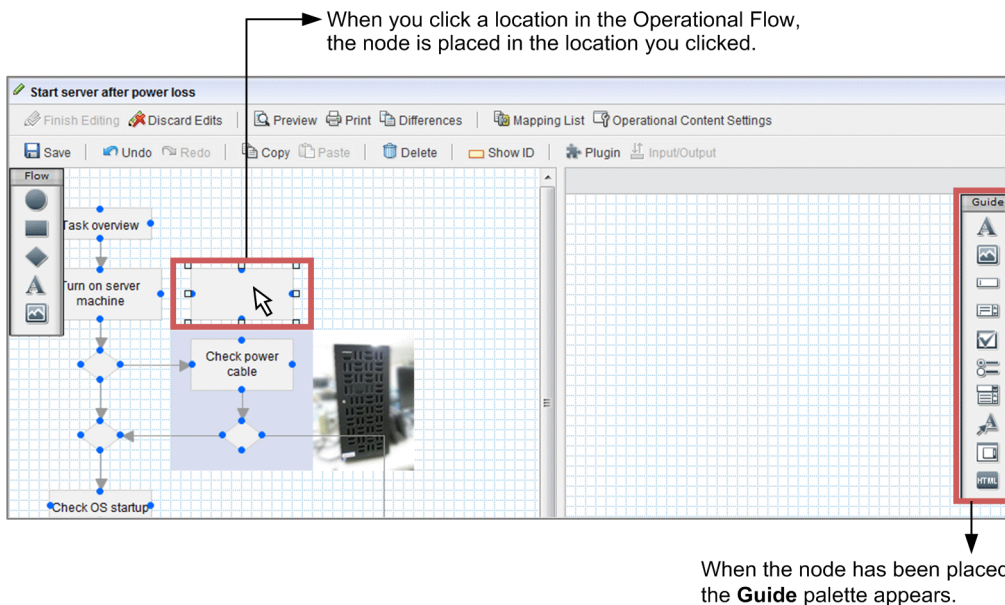 When you click a location in the Operational Flow,
the node is placed in the location you clicked.
Start server after power loss
Finish Editing Discard Edits Preview Print Differences Mapping List Operational Content Settings
Save Undo Redo Copy Paste Delete Show ID Plugin Input/Output
Flow
Guide
Task overview
Turn on server
machine
Check power
cable
Check OS startup
HTML
When the node has been placed
the Guide palette appears.